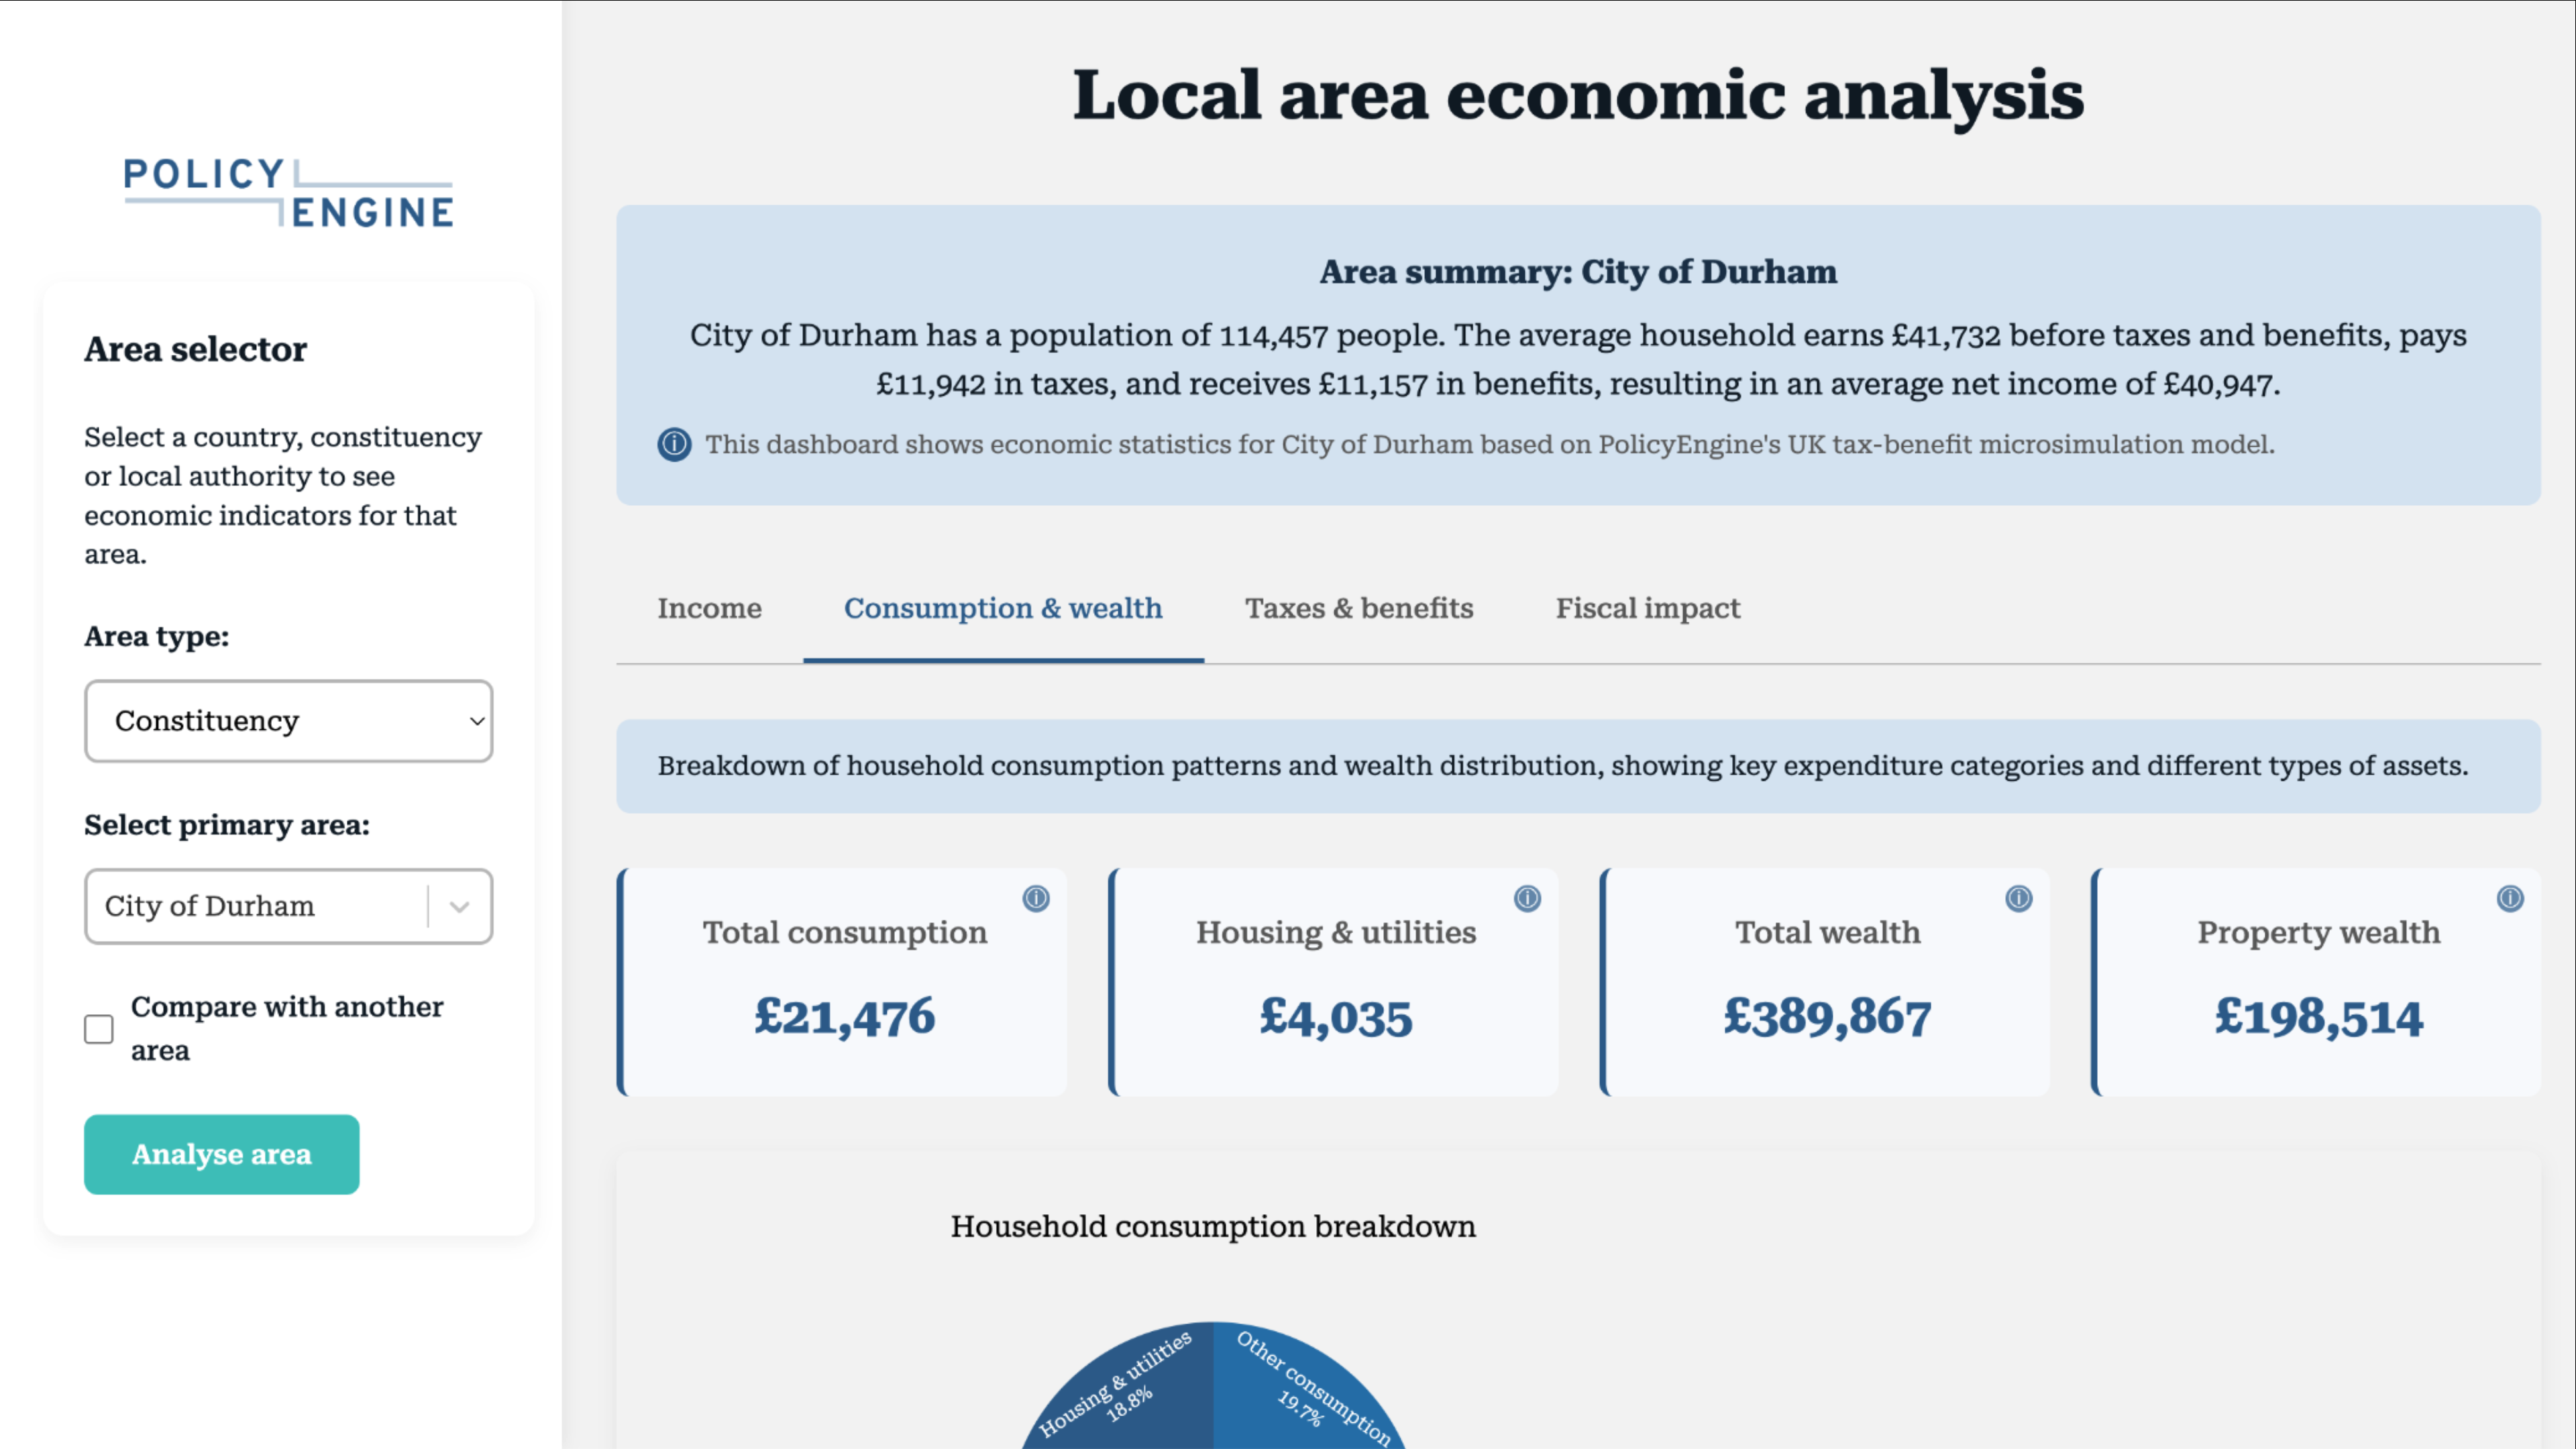 POLICY
ENGINE
Area selector
Select a country, constituency
or local authority to see
economic indicators for that
area.
Area type:
Constituency
Select primary area:
City of Durham
Compare with another
area
Analyse area
Local area economic analysis
Area summary: City of Durham
City of Durham has a population of 114,457 people. The average household earns £41,732 before taxes and benefits, pays
£11,942 in taxes, and receives £11,157 in benefits, resulting in an average net income of £40,947.
This dashboard shows economic statistics for City of Durham based on PolicyEngine's UK tax-benefit microsimulation model.
Income
Consumption & wealth
Taxes & benefits
Fiscal impact
Breakdown of household consumption patterns and wealth distribution, showing key expenditure categories and different types of assets.
Total consumption
£21,476
Housing & utilities
£4,035
Total wealth
£389,867
Property wealth
£198,514
Household consumption breakdown
Housing & utilities
18.8%
Other consumption
19.7%